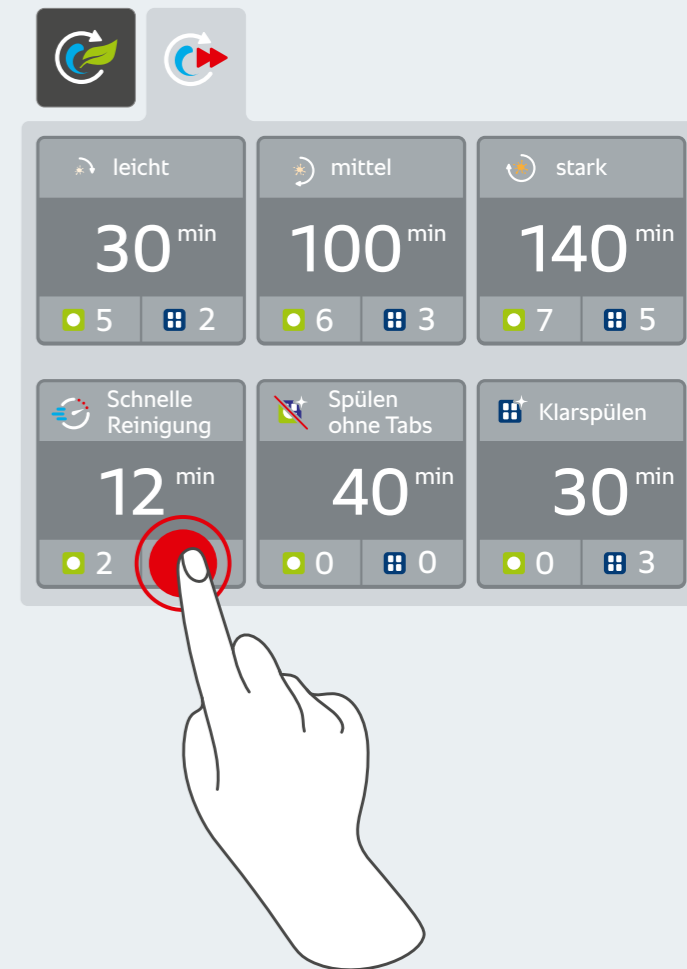 leicht mittel stark
30 min 100 min 140 min
5 2 6 3 7 5
Schnelle Reinigung
Spülen ohne Tabs
Klarspülen
12 min 40 min 30 min
2 0 0 0 3